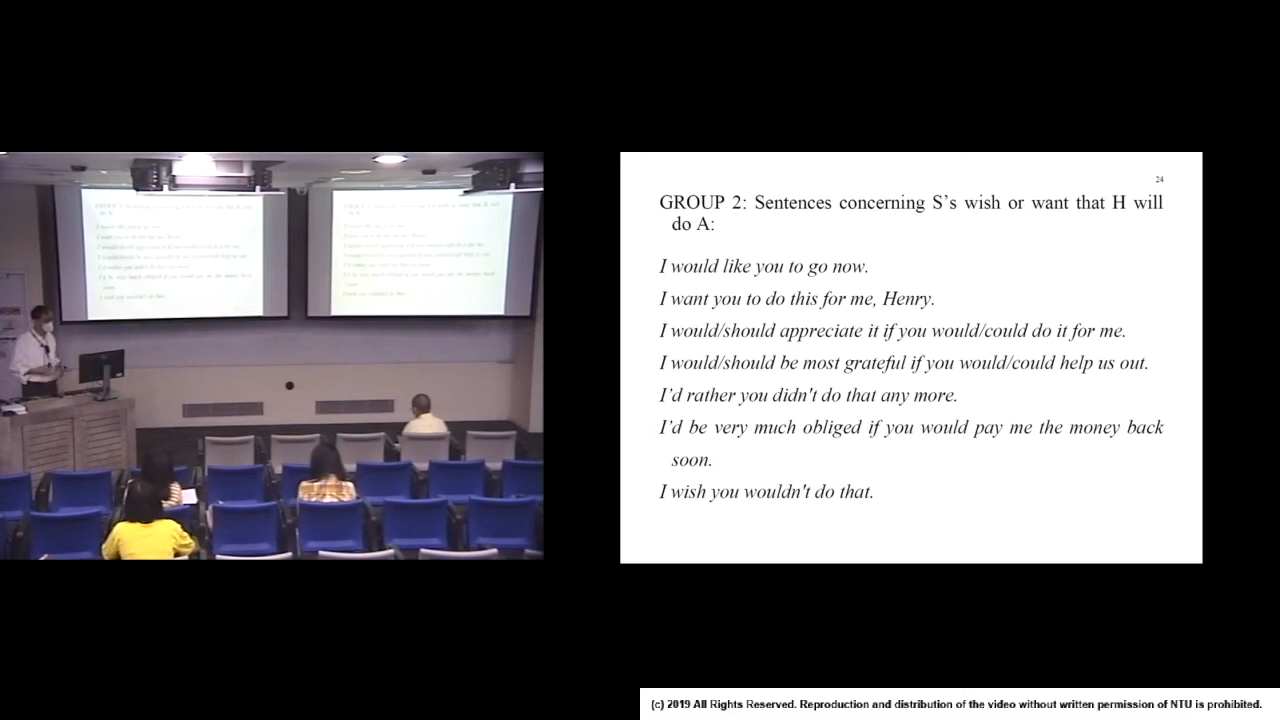 24
GROUP 2: Sentences concerning S’s wish or want that H will
do A:
I would like you to go now.
I want you to do this for me, Henry.
I would/should appreciate it if you would/could do it for me.
I would/should be most grateful if you would/could help us out.
I’d rather you didn't do that any more.
I’d be very much obliged if you would pay me the money back
soon.
I wish you wouldn't do that.
(c) 2019 All Rights Reserved. Reproduction and distribution of the video without written permission of NTU is prohibited.